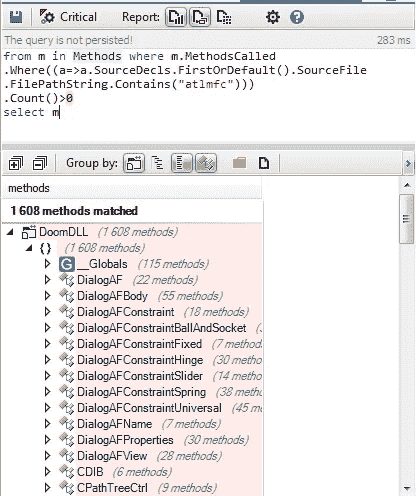 Critical Report:
The query is not persisted! 283 ms
from m in Methods where m.MethodsCalled
.Where((a=>a.SourceDecls.FirstOrDefault().SourceFile
.FilePathString.Contains("atlmfc")))
.Count()>0
select m
Group by:
methods
1 608 methods matched
DoomDLL (1 608 methods)
{ } (1 608 methods)
G __Globals (115 methods)
DialogAF (22 methods)
DialogAFBody (55 methods)
DialogAFConstraint (18 methods)
DialogAFConstraintBallAndSocket
DialogAFConstraintFixed (7 method
DialogAFConstraintHinge (30 metho
DialogAFConstraintSlider (14 metho
DialogAFConstraintSpring (38 metho
DialogAFConstraintUniversal (45 m
DialogAFName (7 methods)
DialogAFProperties (30 methods)
DialogAFView (28 methods)
CDIB (6 methods)
CPathTreeCtrl (9 methods)